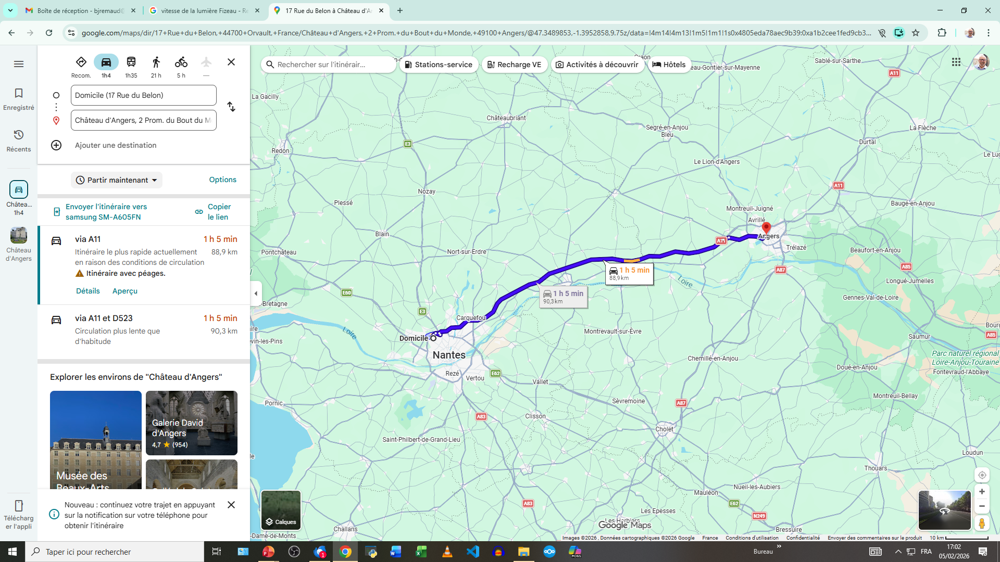 Boîte de réception - bjremaud@
vitesse de la lumière Fizeau - Re
17 Rue du Belon à Château d'An
google.com/maps/dir/17+Rue+du+Belon,+44700+Orvault,+France/Château+d'Angers,+2+Prom.+du+Bout+du+Monde,+49100+Angers/@47.3489853,-1.3952858,9.75z/data=!4m14!4m13!1m5!1m1!1s0x4805eda78aec9b39:0xa1b2cee1fed9cb3...
Recom.
1h4
1h35
21 h
5 h
—
Domicile (17 Rue du Belon)
Château d'Angers, 2 Prom. du Bout du M
Ajouter une destination
Enregistré
Récents
Châtea...
1h4
Château
d'Angers
Télécharg
er l'appli
Partir maintenant
Options
Envoyer l'itinéraire vers
samsung SM-A605FN
Copier
le lien
via A11
1 h 5 min
Itinéraire le plus rapide actuellement
en raison des conditions de circulation
88,9 km
Itinéraire avec péages.
Détails
Aperçu
via A11 et D523
1 h 5 min
Circulation plus lente que
d'habitude
90,3 km
Explorer les environs de "Château d'Angers"
Musée des
Beaux-Arts
Galerie David
d'Angers
4,7 ★ (954)
Nouveau : continuez votre trajet en appuyant
sur la notification sur votre téléphone pour
obtenir l'itinéraire
Rechercher sur l'itinérair...
Stations-service
Recharge VE
Activités à découvrir
Hôtels
Craon
eau-Gontier-sur-Mayenne
Sablé-sur-Sarthe
A11
La Gacilly
Châteaubriant
Segré-en-Anjou
Bleu
La Flèche
Durtal
E3
Redon
Le Lu
Le Lion-d'Angers
A11
Nozay
Plessé
Baugé-en-Anjou
Montreuil-Juigné
Avrillé
Blain
Angers
A11
Trélazé
Pontchâteau
Nort-sur-Erdre
Beaufort-en-Anjou
A85
A87
1 h 5 min
88,9 km
Loire
Longué-Jumelles
E60
1 h 5 min
90,3 km
Gennes-Val-de-Loire
e-Bretagne
E3
Carquefou
Loire
aire
Montrevault-sur-Èvre
Bourg
A85
Saumur
Domicile
evin-les-Pins
Nantes
Parc naturel régional
Loire-Anjou-Touraine
Chemillé-en-Anjou
Doué-en-Anjou
Fontevraud-l'Abbaye
Rezé
Vertou
E62
Vallet
Montreuil-Bellay
Pornic
Sèvremoine
A87
A83
Clisson
Cholet
Saint-Philbert-de-Grand-Lieu
Loudun
Thouars
Nueil-les-Aubiers
Mauléon
A83
E62
Les Epesses
N249
Les Herbiers
Bressuire
Challans
-Dame-de-Monts
Calques
Google Maps
Images ©2026 , Données cartographiques ©2026 Google
France
Conditions d'utilisation
Confidentialité
Envoyer des commentaires sur le produit
10 km
Taper ici pour rechercher
1
M365
Bureau
FRA
17:02
05/02/2026